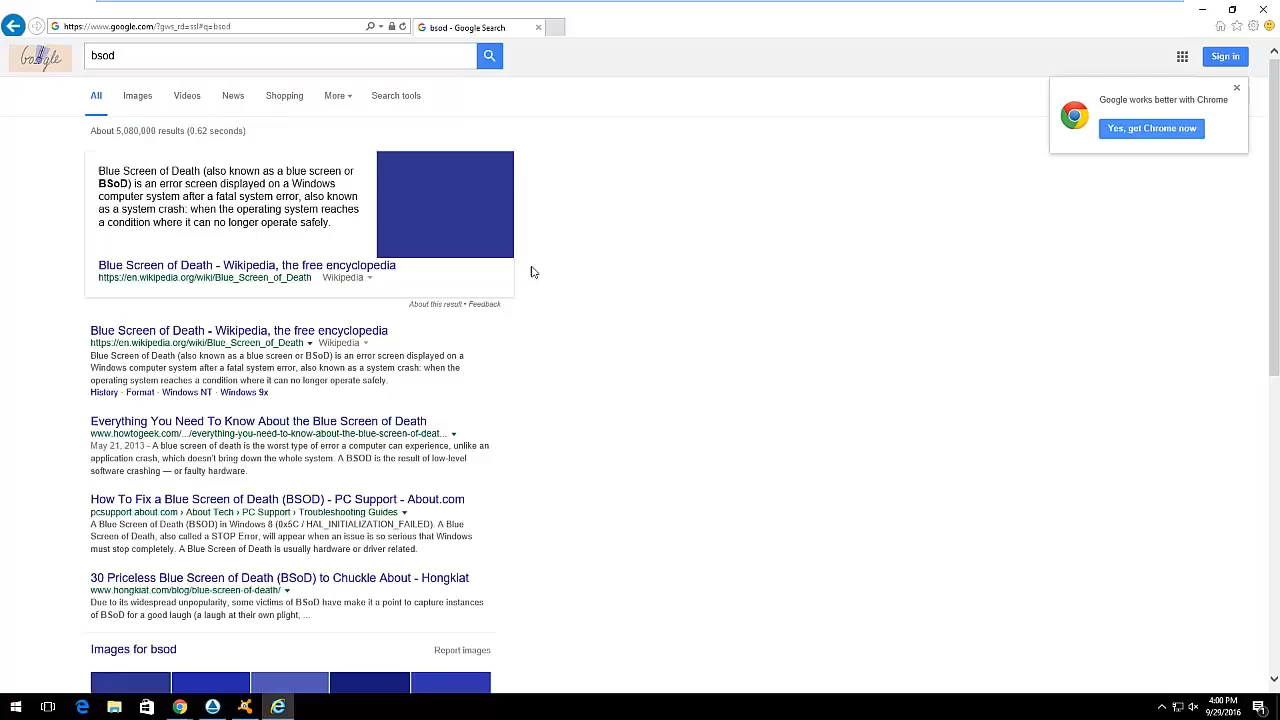 https://www.google.com/?gws_rd=ssl#q=bsod
bsod - Google Search
Google
bsod
Sign in
All Images Videos News Shopping More Search tools
Google works better with Chrome
Yes, get Chrome now
About 5,080,000 results (0.62 seconds)
Blue Screen of Death (also known as a blue screen or
BSoD) is an error screen displayed on a Windows
computer system after a fatal system error, also known
as a system crash: when the operating system reaches
a condition where it can no longer operate safely.
Blue Screen of Death - Wikipedia, the free encyclopedia
https://en.wikipedia.org/wiki/Blue_Screen_of_Death Wikipedia
About this result • Feedback
Blue Screen of Death - Wikipedia, the free encyclopedia
https://en.wikipedia.org/wiki/Blue_Screen_of_Death Wikipedia
Blue Screen of Death (also known as a blue screen or BSoD) is an error screen displayed on a
Windows computer system after a fatal system error, also known as a system crash: when the
operating system reaches a condition where it can no longer operate safely.
History · Format · Windows NT · Windows 9x
Everything You Need To Know About the Blue Screen of Death
www.howtogeek.com/.../everything-you-need-to-know-about-the-blue-screen-of-deat...
May 21, 2013 - A blue screen of death is the worst type of error a computer can experience, unlike an
application crash, which doesn't bring down the whole system. A BSOD is the result of low-level
software crashing — or faulty hardware.
How To Fix a Blue Screen of Death (BSOD) - PC Support - About.com
pcsupport.about.com › About Tech › PC Support › Troubleshooting Guides
A Blue Screen of Death (BSOD) in Windows 8 (0x5C / HAL_INITIALIZATION_FAILED). A Blue
Screen of Death, also called a STOP Error, will appear when an issue is so serious that Windows
must stop completely. A Blue Screen of Death is usually hardware or driver related.
30 Priceless Blue Screen of Death (BSoD) to Chuckle About - Hongkiat
www.hongkiat.com/blog/blue-screen-of-death/
Due to its widespread unpopularity, some victims of BSoD have make it a point to capture instances
of BSoD for a good laugh (a laugh at their own plight, ...
Images for bsod
Report images
4:00 PM
9/29/2016